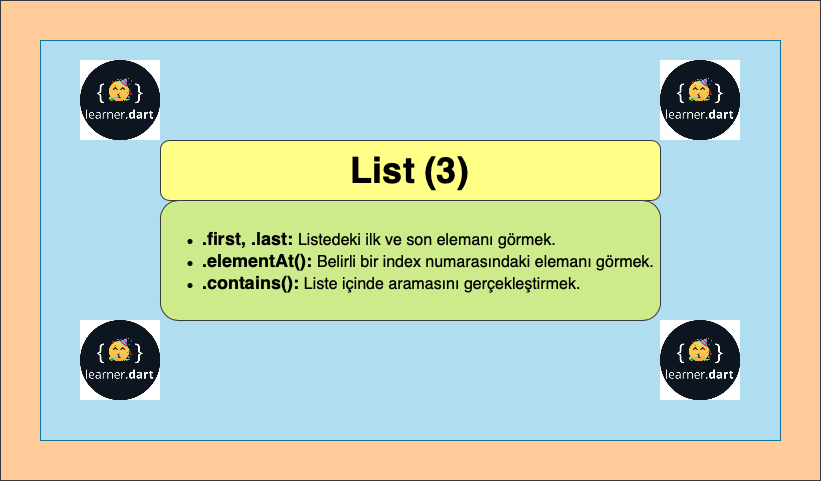 {🥳}
learner.dart
{🥳}
learner.dart
List (3)
• .first, .last: Listedeki ilk ve son elemanı görmek.
• .elementAt(): Belirli bir index numarasındaki elemanı görmek.
• .contains(): Liste içinde aramasını gerçekleştirmek.
{🥳}
learner.dart
{🥳}
learner.dart